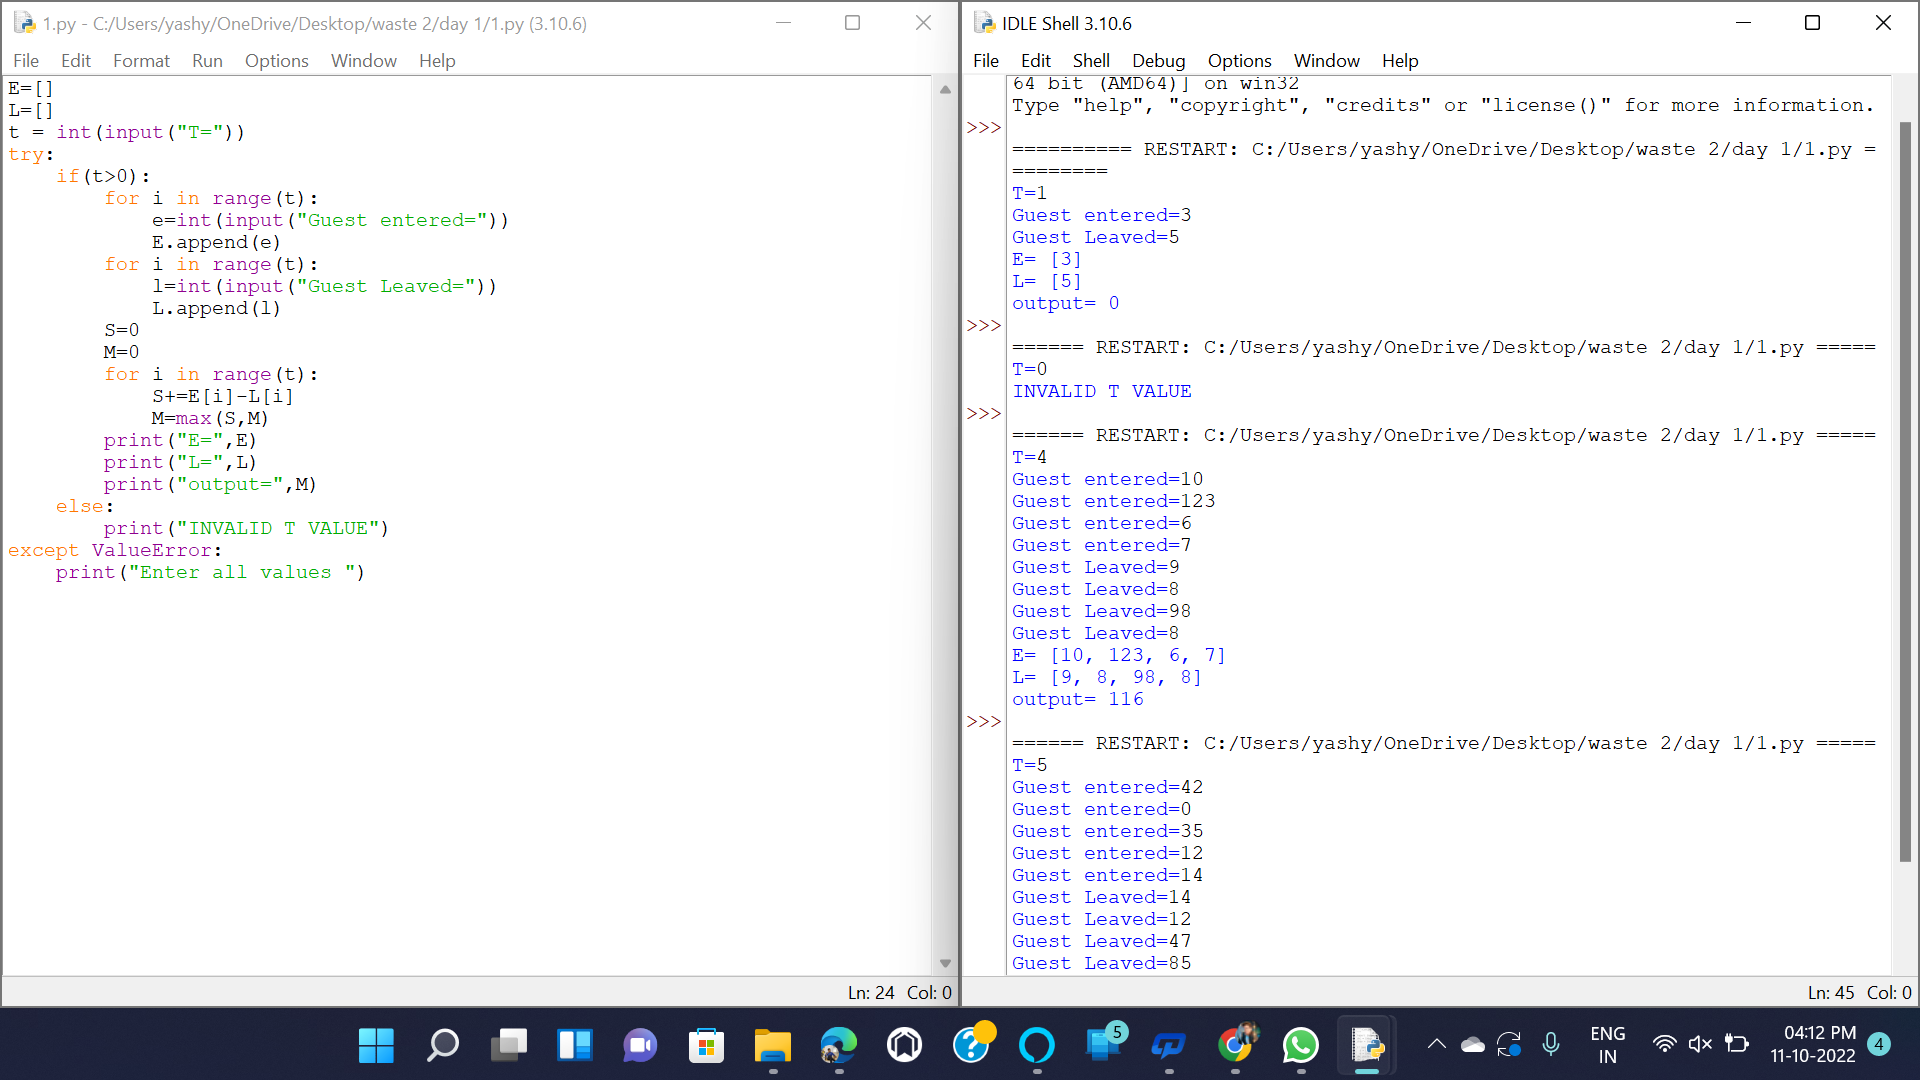 1.py - C:/Users/yashy/OneDrive/Desktop/waste 2/day 1/1.py (3.10.6)
File Edit Format Run Options Window Help
E=[]
L=[]
t = int(input("T="))
try:
    if(t>0):
        for i in range(t):
            e=int(input("Guest entered="))
            E.append(e)
        for i in range(t):
            l=int(input("Guest Leaved="))
            L.append(l)
        S=0
        M=0
        for i in range(t):
            S+=E[i]-L[i]
            M=max(S,M)
        print("E=",E)
        print("L=",L)
        print("output=",M)
    else:
        print("INVALID T VALUE")
except ValueError:
    print("Enter all values ")
Ln: 24 Col: 0
IDLE Shell 3.10.6
File Edit Shell Debug Options Window Help
64 bit (AMD64)] on win32
Type "help", "copyright", "credits" or "license()" for more information.
>>>
========== RESTART: C:/Users/yashy/OneDrive/Desktop/waste 2/day 1/1.py =
========
T=1
Guest entered=3
Guest Leaved=5
E= [3]
L= [5]
output= 0
>>>
====== RESTART: C:/Users/yashy/OneDrive/Desktop/waste 2/day 1/1.py =====
T=0
INVALID T VALUE
>>>
====== RESTART: C:/Users/yashy/OneDrive/Desktop/waste 2/day 1/1.py =====
T=4
Guest entered=10
Guest entered=123
Guest entered=6
Guest entered=7
Guest Leaved=9
Guest Leaved=8
Guest Leaved=98
Guest Leaved=8
E= [10, 123, 6, 7]
L= [9, 8, 98, 8]
output= 116
>>>
====== RESTART: C:/Users/yashy/OneDrive/Desktop/waste 2/day 1/1.py =====
T=5
Guest entered=42
Guest entered=0
Guest entered=35
Guest entered=12
Guest entered=14
Guest Leaved=14
Guest Leaved=12
Guest Leaved=47
Guest Leaved=85
Ln: 45 Col: 0
5
ENG
IN
04:12 PM
11-10-2022
4